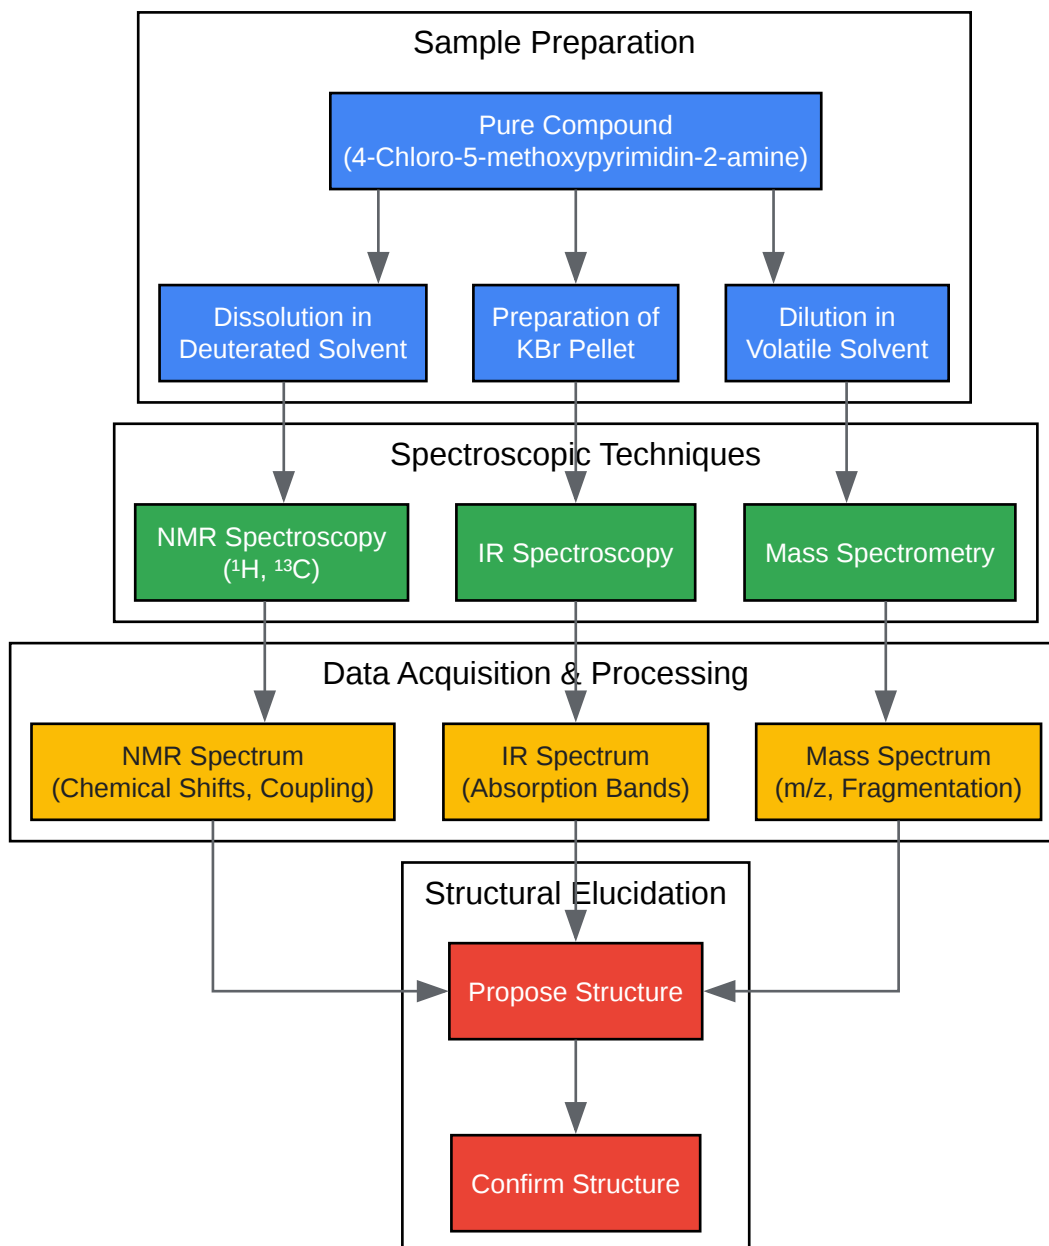 Sample Preparation
Pure Compound
(4-Chloro-5-methoxypyrimidin-2-amine)
Dissolution in
Deuterated Solvent
Preparation of
KBr Pellet
Dilution in
Volatile Solvent
Spectroscopic Techniques
NMR Spectroscopy
(¹H, ¹³C)
IR Spectroscopy
Mass Spectrometry
Data Acquisition & Processing
NMR Spectrum
(Chemical Shifts, Coupling)
IR Spectrum
(Absorption Bands)
Mass Spectrum
(m/z, Fragmentation)
Structural Elucidation
Propose Structure
Confirm Structure